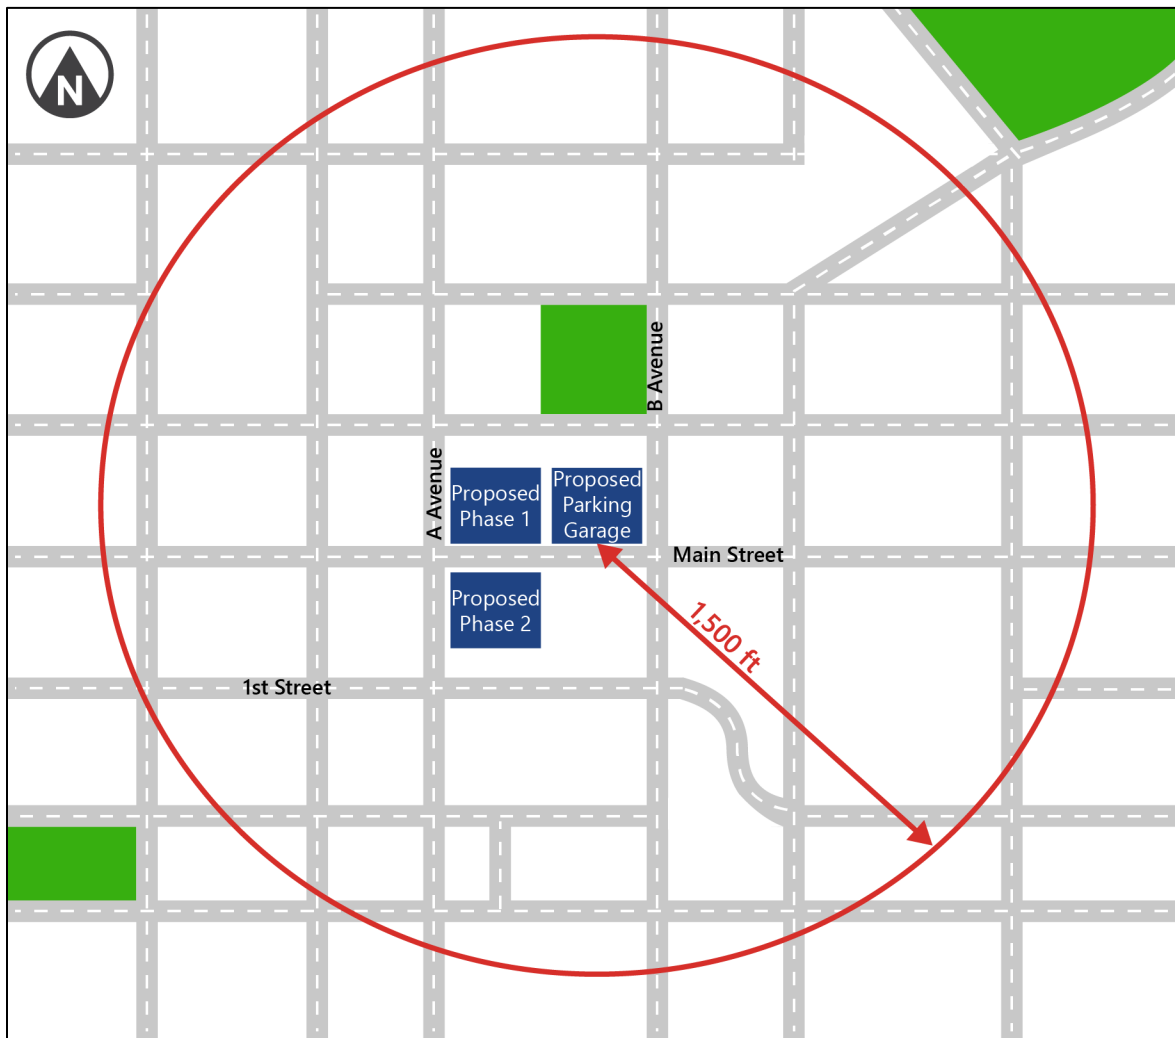 N
B Avenue
A Avenue
Proposed
Phase 1
Proposed
Parking
Garage
Main Street
Proposed
Phase 2
1,500 ft
1st Street